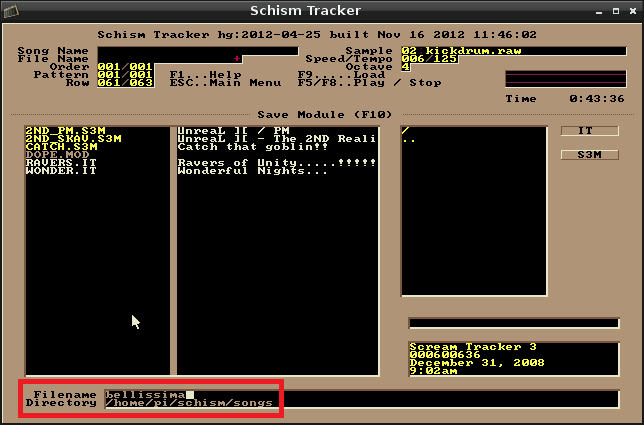 Schism Tracker
Schism Tracker hg:2012-04-25 built Nov 16 2012 11:46:02
Song Name Sample 02 kickdrum.raw
File Name + Speed/Tempo 006/125
Order 001/001 Octave 4
Pattern 001/001 F1...Help F9.....Load
Row 061/063 ESC..Main Menu F5/F8..Play / Stop
Time 0:43:36
Save Module (F10)
2ND_PM.S3M UnreaL ][ / PM / IT
2ND-SKAV.S3M UnreaL ][ - The 2ND Reali ..
CATCH.S3M Catch that goblin!!
DOPE.MOD S3M
RAVERS.IT Ravers of Unity.....!!!!!
WONDER.IT Wonderful Nights...
Scream Tracker 3
000600636
December 31, 2008
9:02am
Filename bellissima
Directory /home/pi/schism/songs